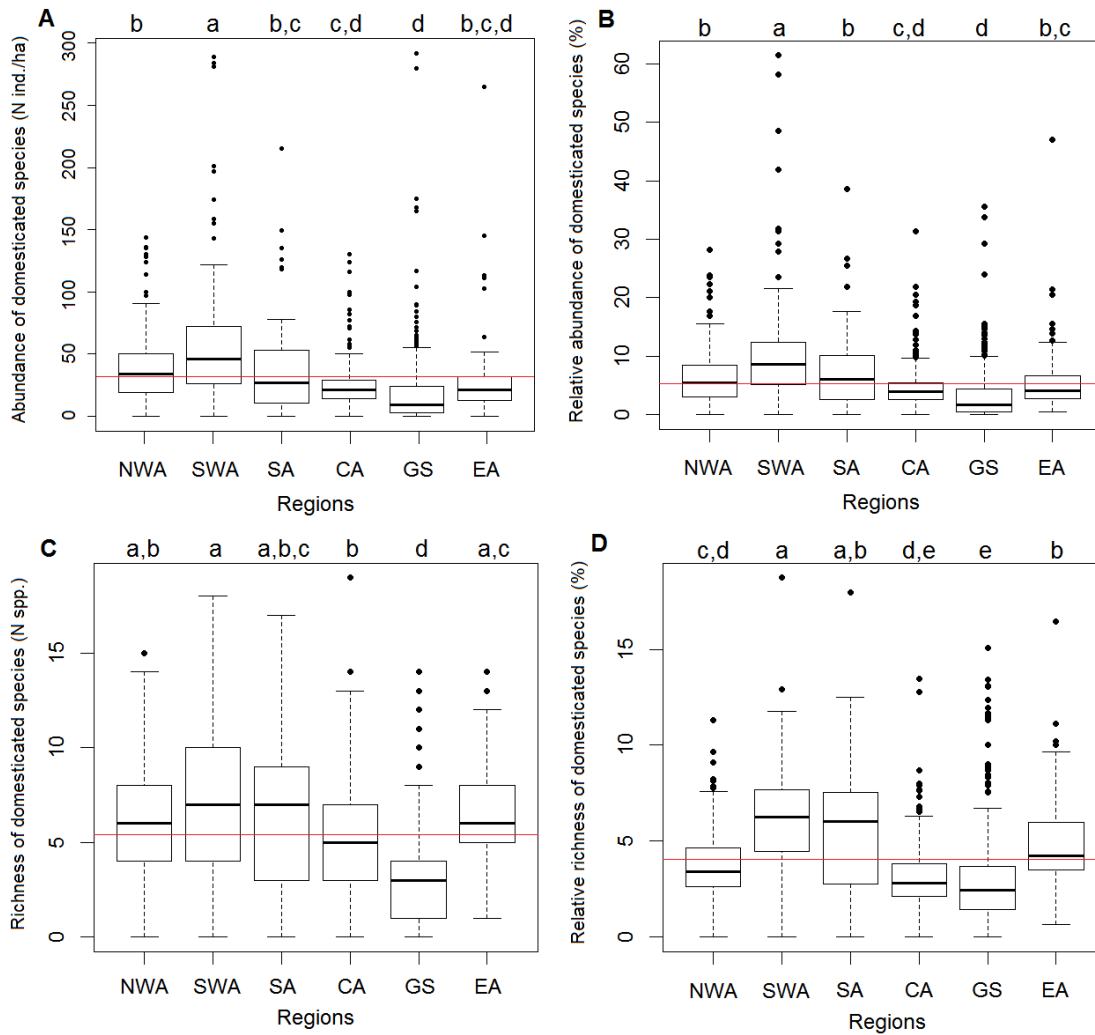 A
b a b,c c,d d b,c,d
Abundance of domesticated species (N ind./ha)
300
250
200
150
100
50
0
NWA SWA SA CA GS EA
Regions
B
b a b c,d d b,c
Relative abundance of domesticated species (%)
60
50
40
30
20
10
0
NWA SWA SA CA GS EA
Regions
C
a,b a a,b,c b d a,c
Richness of domesticated species (N spp.)
15
10
5
0
NWA SWA SA CA GS EA
Regions
D
c,d a a,b d,e e b
Relative richness of domesticated species (%)
15
10
5
0
NWA SWA SA CA GS EA
Regions